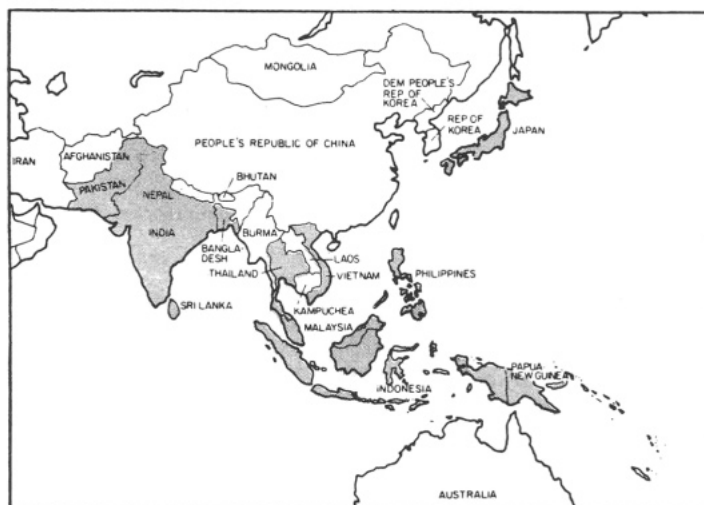 MONGOLIA
DEM PEOPLE'S
REP OF
KOREA
REP OF
KOREA
JAPAN
PEOPLE'S REPUBLIC OF CHINA
IRAN
AFGHANISTAN
PAKISTAN
NEPAL
BHUTAN
INDIA
BURMA
BANGLA-
DESH
LAOS
THAILAND
VIETNAM
PHILIPPINES
SRI LANKA
KAMPUCHEA
MALAYSIA
INDONESIA
PAPUA
NEW GUINEA
AUSTRALIA